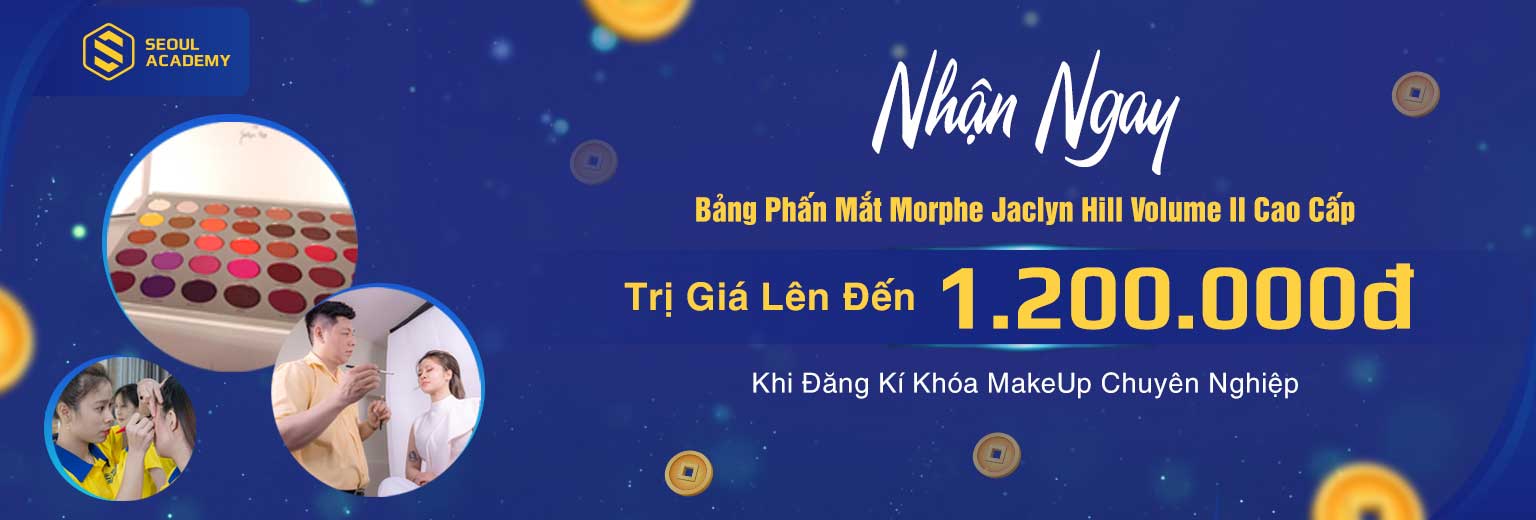 SEOUL
ACADEMY
Nhận Ngay
Bảng Phấn Mắt Morphe Jaclyn Hill Volume II Cao Cấp
Trị Giá Lên Đến 1.200.000đ
Khi Đăng Kí Khóa MakeUp Chuyên Nghiệp